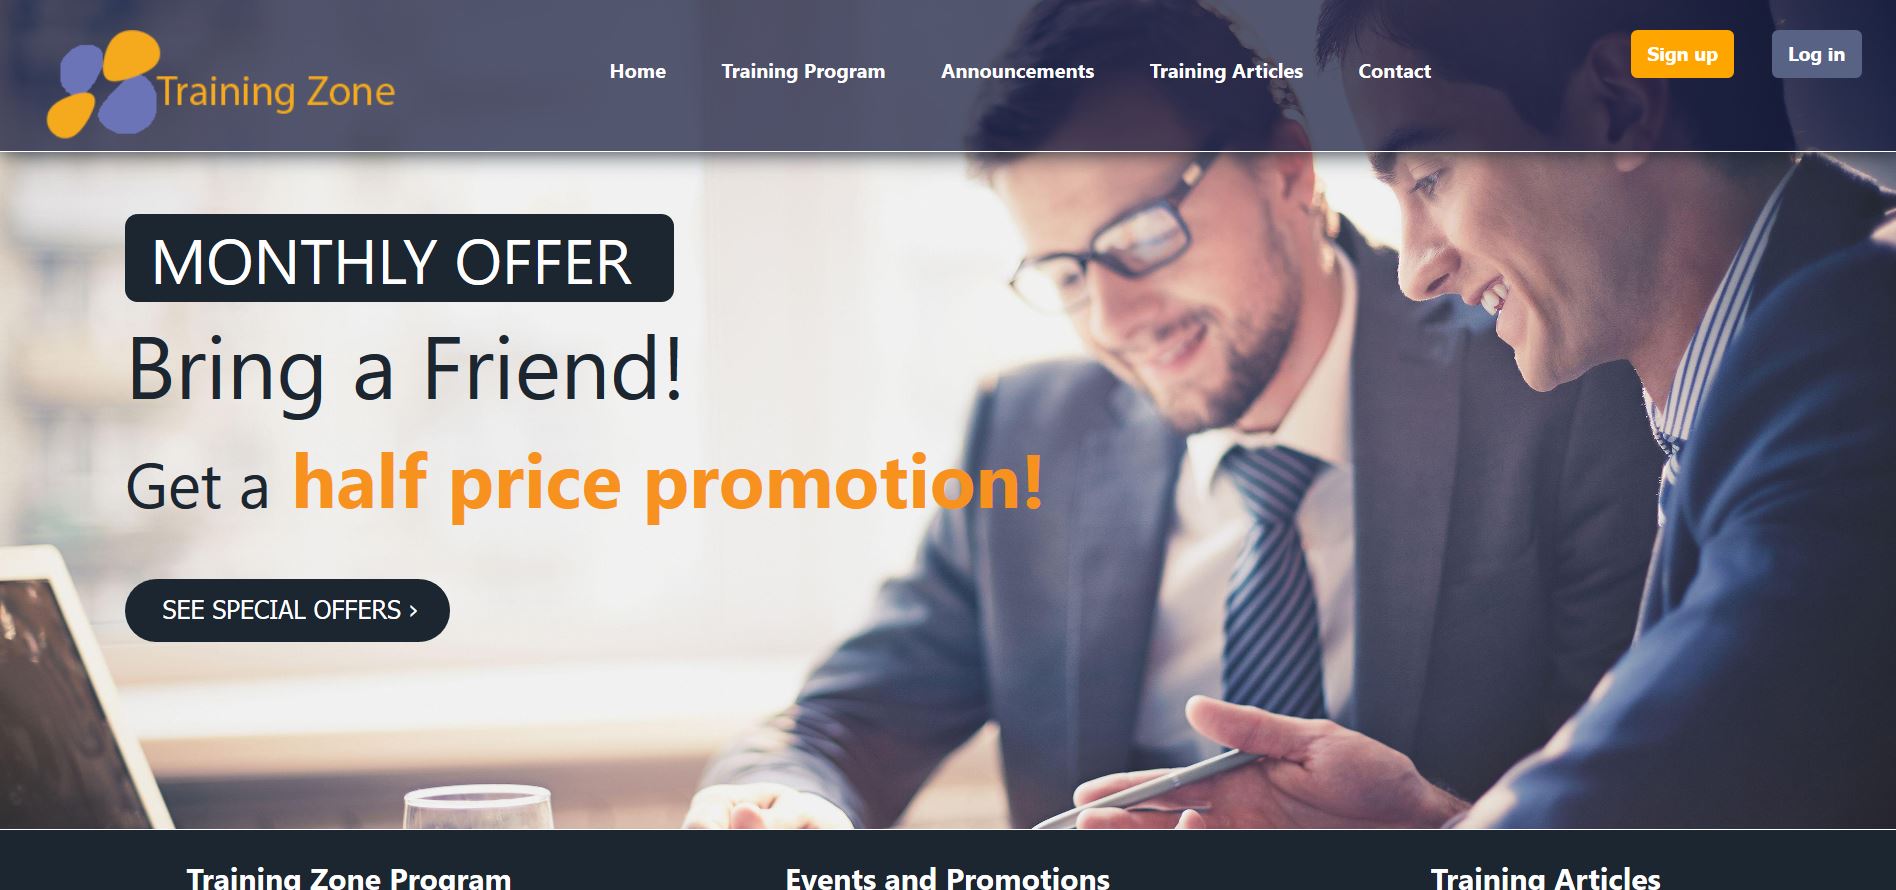 Training Zone
Home
Training Program
Announcements
Training Articles
Contact
Sign up
Log in
MONTHLY OFFER
Bring a Friend!
Get a half price promotion!
SEE SPECIAL OFFERS ›
Training Zone Program
Events and Promotions
Training Articles